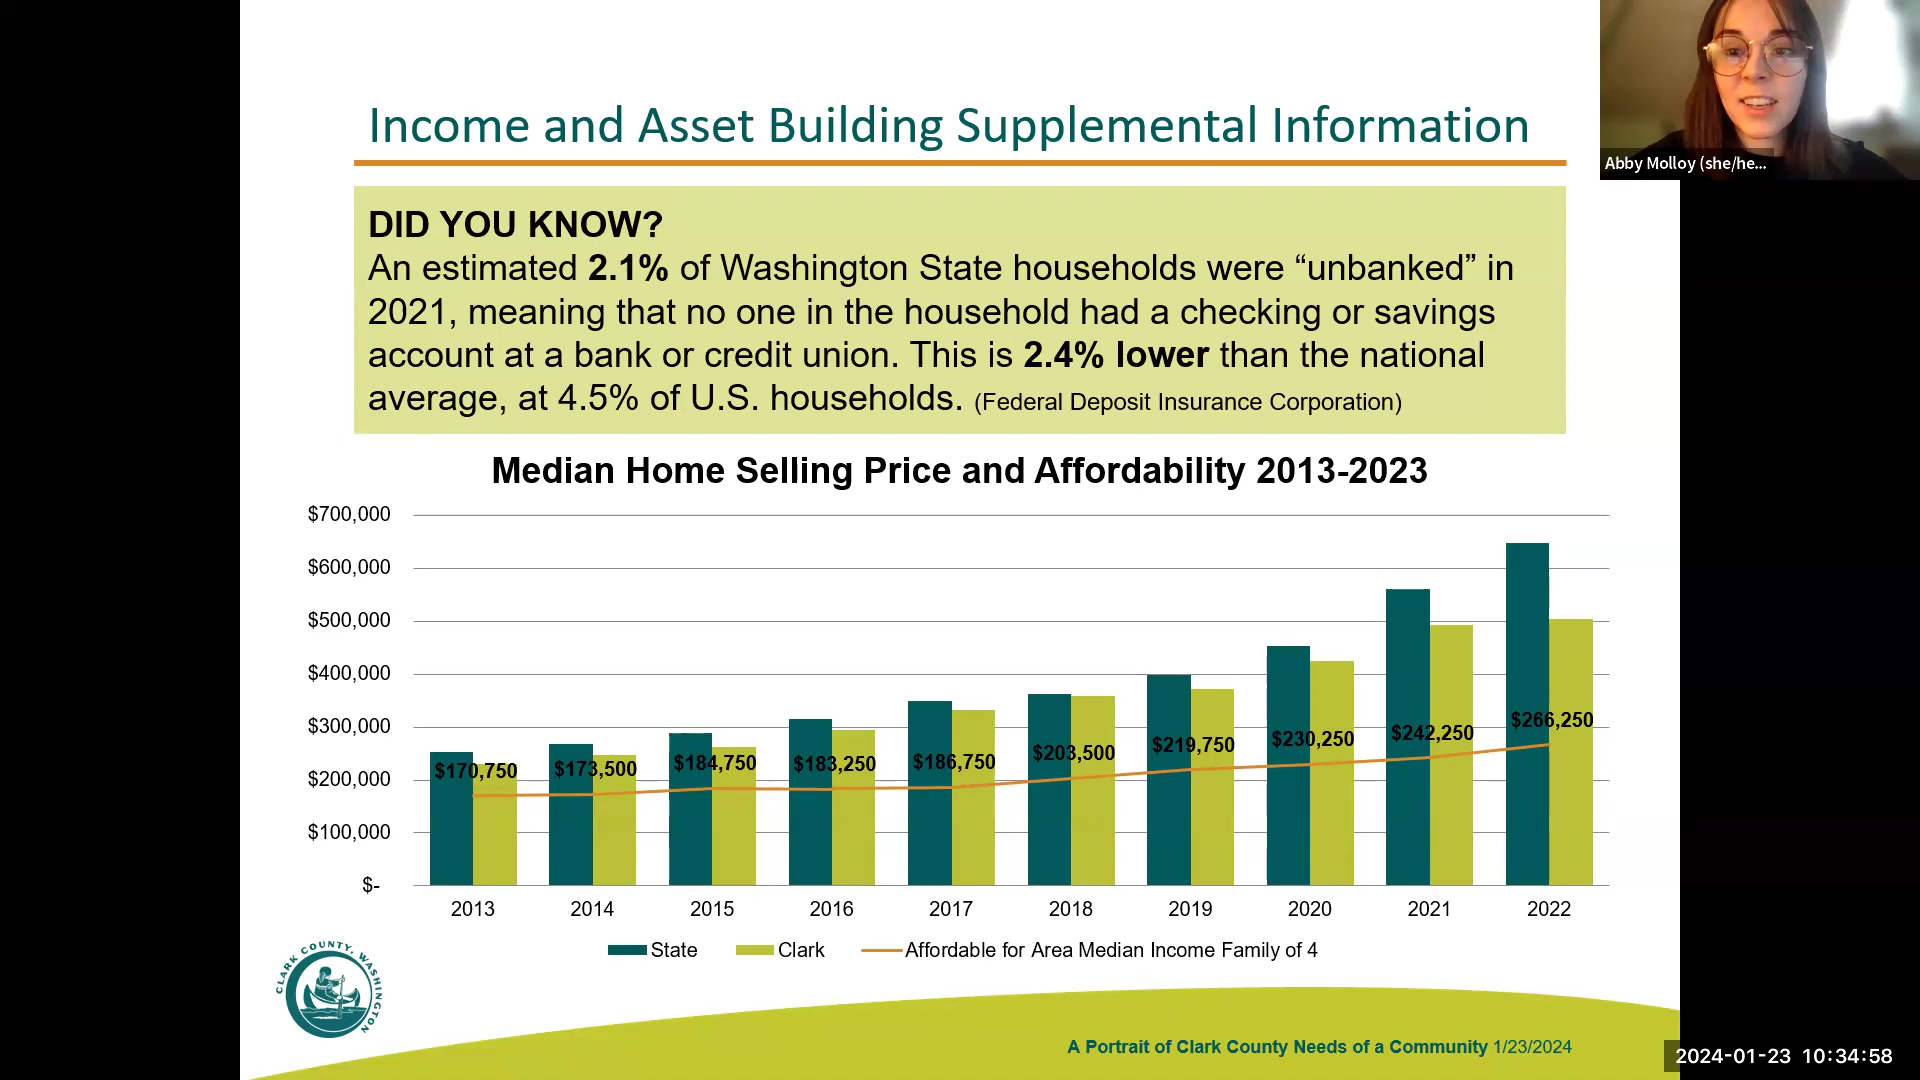 Income and Asset Building Supplemental Information
Abby Molloy (she/he...
DID YOU KNOW?
An estimated 2.1% of Washington State households were “unbanked” in
2021, meaning that no one in the household had a checking or savings
account at a bank or credit union. This is 2.4% lower than the national
average, at 4.5% of U.S. households. (Federal Deposit Insurance Corporation)
Median Home Selling Price and Affordability 2013-2023
$700,000
$600,000
$500,000
$400,000
$300,000
$200,000
$100,000
$-
$170,750
$173,500
$184,750
$183,250
$186,750
$203,500
$219,750
$230,250
$242,250
$266,250
2013 2014 2015 2016 2017 2018 2019 2020 2021 2022
State Clark Affordable for Area Median Income Family of 4
CLARK COUNTY, WASHINGTON
A Portrait of Clark County Needs of a Community 1/23/2024
2024-01-23 10:34:58